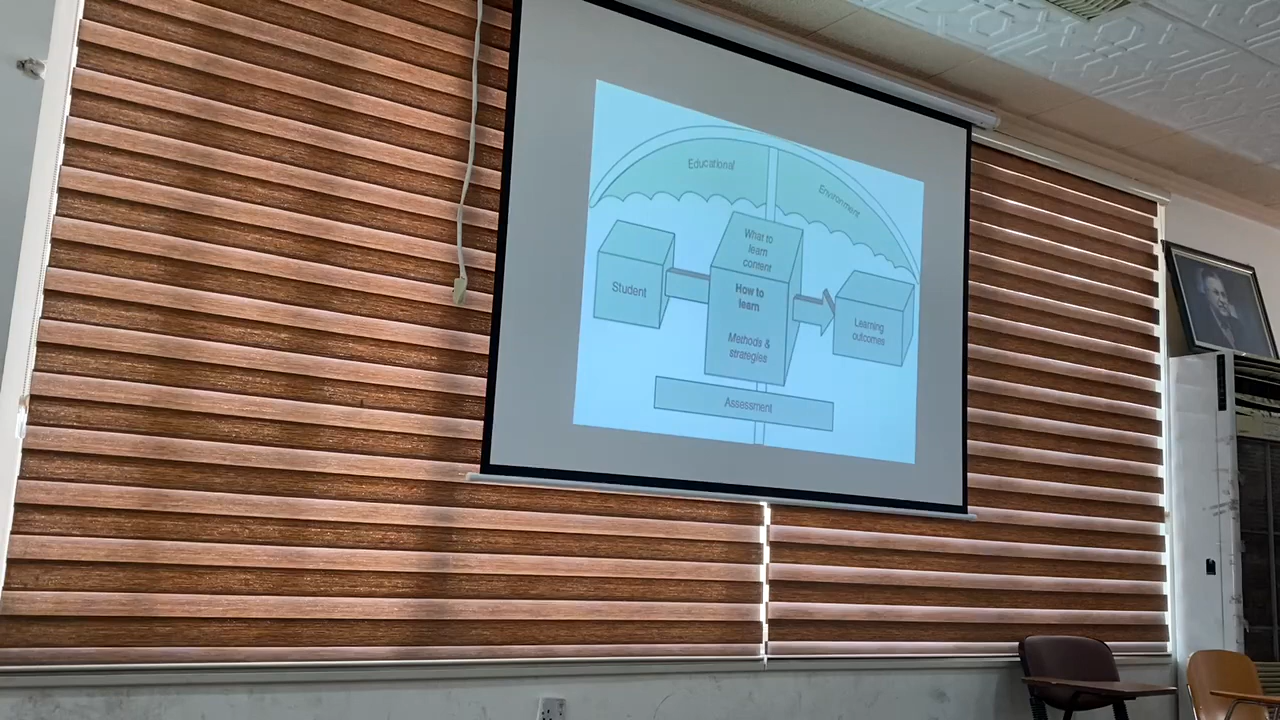 Educational
Environment
What to
learn
content
Student
How to
learn
Methods &
strategies
Learning
outcomes
Assessment